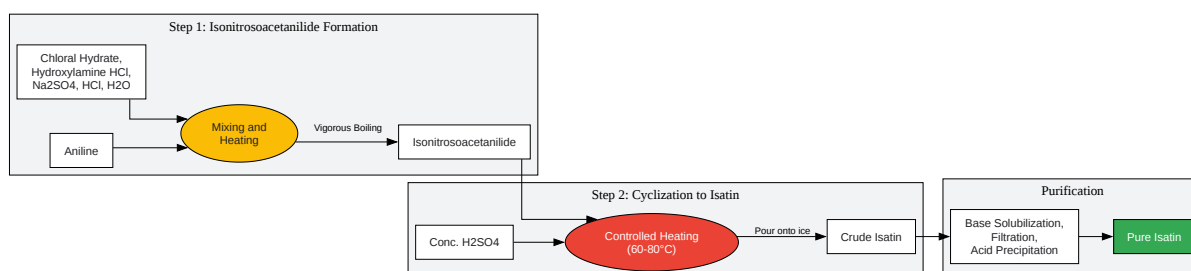 Step 1: Isonitrosoacetanilide Formation
Chloral Hydrate,
Hydroxylamine HCl,
Na2SO4, HCl, H2O
Aniline
Mixing and
Heating
Vigorous Boiling
Isonitrosoacetanilide
Step 2: Cyclization to Isatin
Conc. H2SO4
Controlled Heating
(60-80°C)
Pour onto ice
Crude Isatin
Purification
Base Solubilization,
Filtration,
Acid Precipitation
Pure Isatin